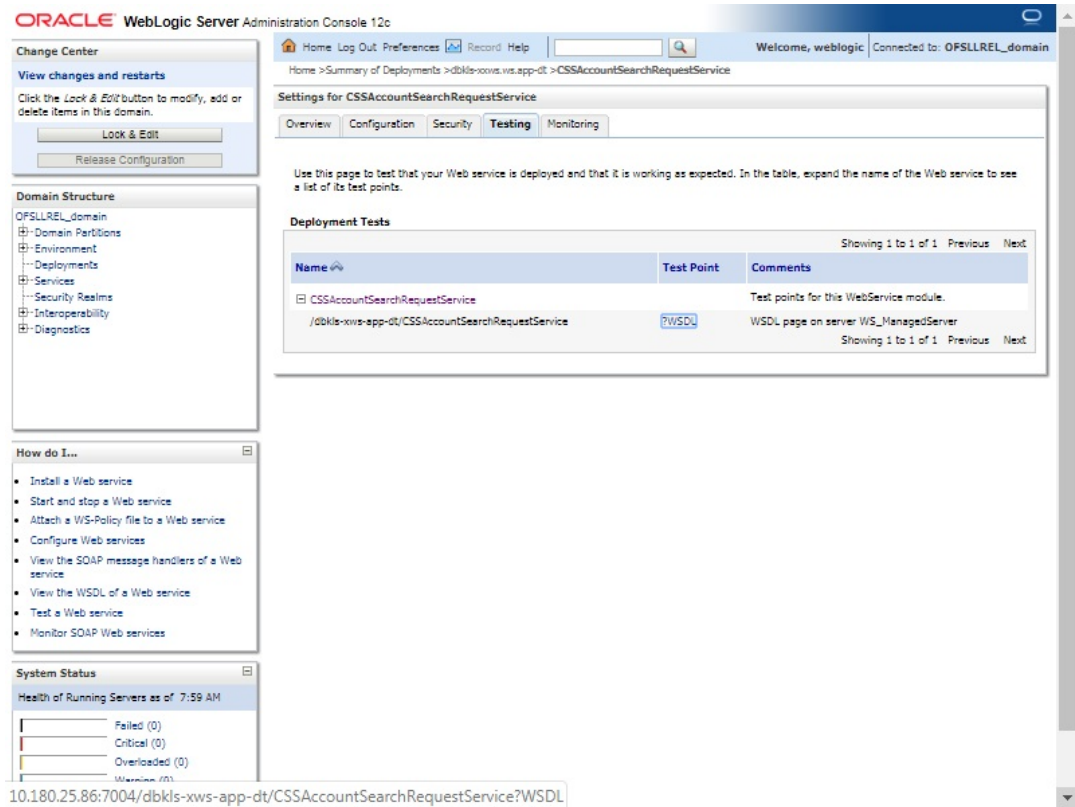 ORACLE WebLogic Server Administration Console 12c
Change Center
View changes and restarts
Click the Lock & Edit button to modify, add or
delete items in this domain.
Lock & Edit
Release Configuration
Domain Structure
OFSLLREL_domain
Domain Partitions
Environment
Deployments
Services
Security Realms
Interoperability
Diagnostics
How do I...
Install a Web service
Start and stop a Web service
Attach a WS-Policy file to a Web service
Configure Web services
View the SOAP message handlers of a Web
service
View the WSDL of a Web service
Test a Web service
Monitor SOAP Web services
System Status
Health of Running Servers as of 7:59 AM
Failed (0)
Critical (0)
Overloaded (0)
Warning (0)
Home Log Out Preferences Record Help
Welcome, weblogic Connected to: OFSLLREL_domain
Home >Summary of Deployments >dbkls-xxws.ws.app-dt >CSSAccountSearchRequestService
Settings for CSSAccountSearchRequestService
Overview Configuration Security Testing Monitoring
Use this page to test that your Web service is deployed and that it is working as expected. In the table, expand the name of the Web service to see
a list of its test points.
Deployment Tests
Showing 1 to 1 of 1 Previous Next
Name Test Point Comments
CSSAccountSearchRequestService Test points for this WebService module.
/dbkls-xws-app-dt/CSSAccountSearchRequestService ?WSDL WSDL page on server WS_ManagedServer
Showing 1 to 1 of 1 Previous Next
10.180.25.86:7004/dbkls-xws-app-dt/CSSAccountSearchRequestService?WSDL